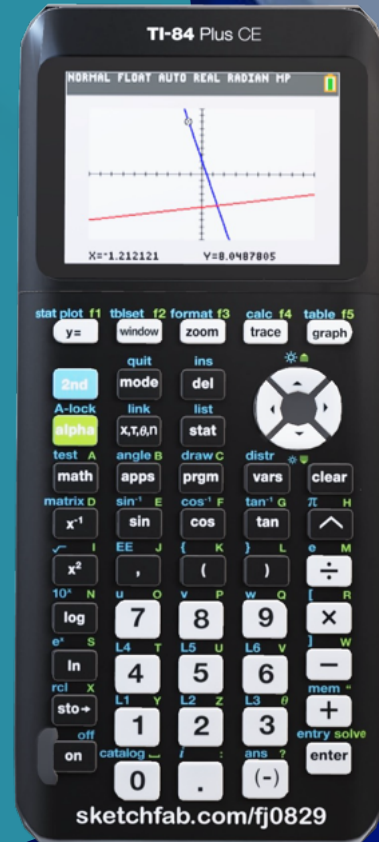 TI-84 Plus CE
NORMAL FLOAT AUTO REAL RADIAN MP
X=-1.212121 Y=8.0487805
stat plot f1 tblset f2 format f3 calc f4 table f5
y= window zoom trace graph
quit ins
2nd mode del
A-lock link list
alpha x,T,θ,n stat
test A angle B draw C distr
math apps prgm vars clear
matrix D sin⁻¹ E cos⁻¹ F tan⁻¹ G π H
x⁻¹ sin cos tan ^
√ I EE J { K } L e M
x² , ( ) ÷
10ˣ N u O v P w Q [ R
log 7 8 9 ×
eˣ S L4 T L5 U L6 V ] W
ln 4 5 6 −
rcl X L1 Y L2 Z L3 θ mem "
sto→ 1 2 3 +
off catalog ⎵ i : ans ? entry solve
on 0 . (-) enter
sketchfab.com/fj0829